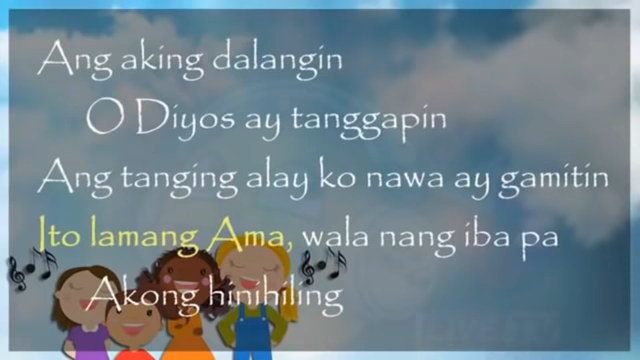 Ang aking dalangin
O Diyos ay tanggapin
Ang tanging alay ko nawa ay gamitin
Ito lamang Ama, wala nang iba pa
Akong hinihiling